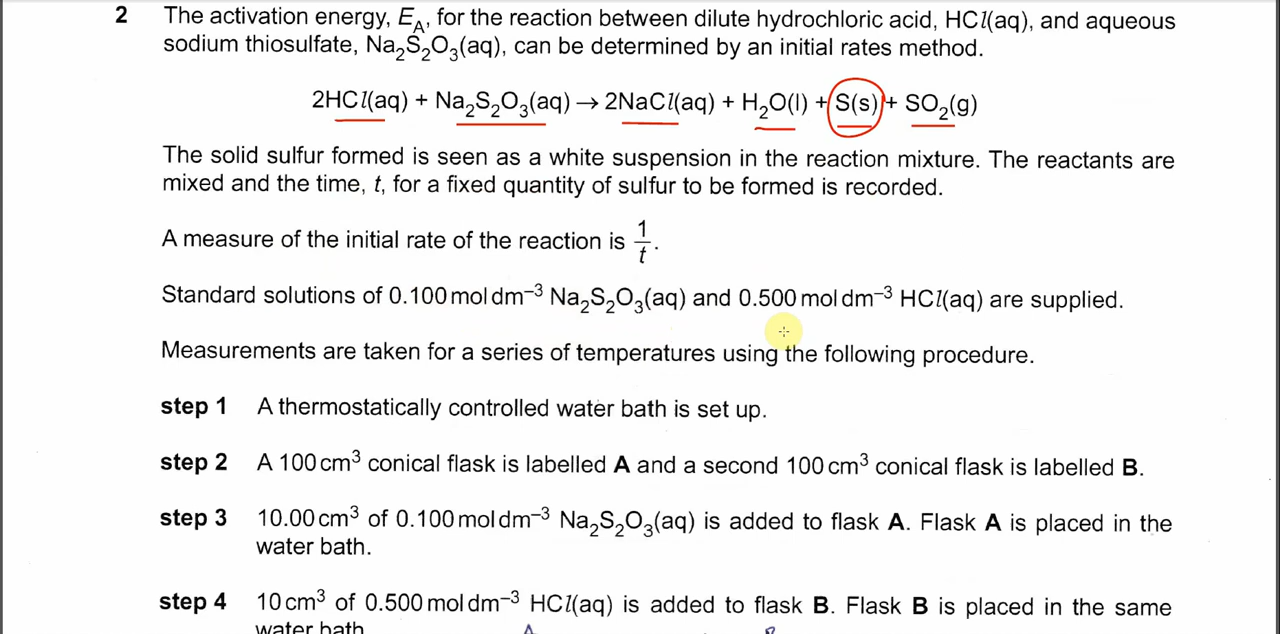 2 The activation energy, E_A, for the reaction between dilute hydrochloric acid, HCl(aq), and aqueous
sodium thiosulfate, Na₂S₂O₃(aq), can be determined by an initial rates method.
2HCl(aq) + Na₂S₂O₃(aq) → 2NaCl(aq) + H₂O(l) + S(s) + SO₂(g)
The solid sulfur formed is seen as a white suspension in the reaction mixture. The reactants are
mixed and the time, t, for a fixed quantity of sulfur to be formed is recorded.
A measure of the initial rate of the reaction is 1/t.
Standard solutions of 0.100 mol dm⁻³ Na₂S₂O₃(aq) and 0.500 mol dm⁻³ HCl(aq) are supplied.
Measurements are taken for a series of temperatures using the following procedure.
step 1 A thermostatically controlled water bath is set up.
step 2 A 100 cm³ conical flask is labelled A and a second 100 cm³ conical flask is labelled B.
step 3 10.00 cm³ of 0.100 mol dm⁻³ Na₂S₂O₃(aq) is added to flask A. Flask A is placed in the
water bath.
step 4 10 cm³ of 0.500 mol dm⁻³ HCl(aq) is added to flask B. Flask B is placed in the same
water bath